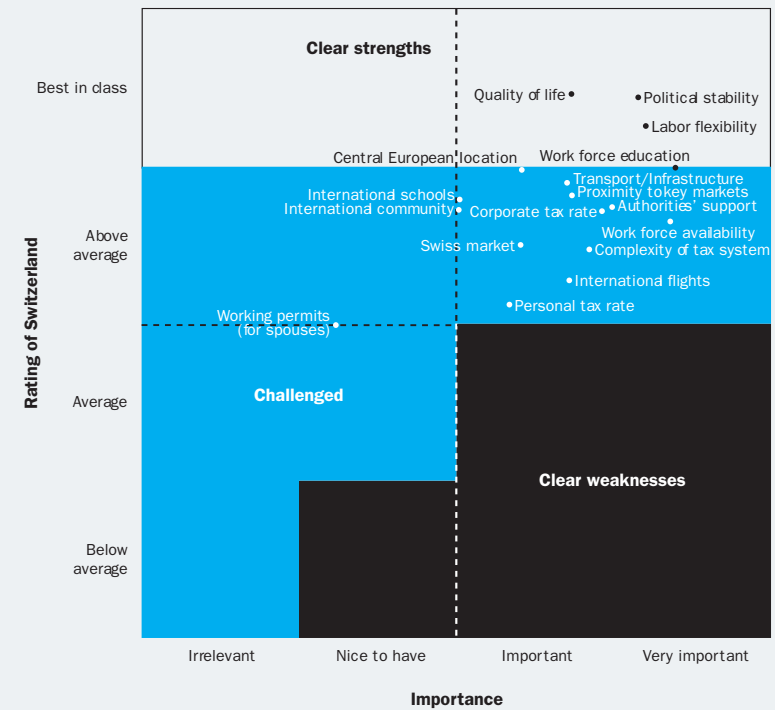 Clear strengths
Best in class
Quality of life
Political stability
Labor flexibility
Central European location
Work force education
Transport/Infrastructure
Proximity to key markets
International schools
International community
Corporate tax rate
Authorities' support
Work force availability
Above
average
Swiss market
Complexity of tax system
International flights
Personal tax rate
Working permits
(for spouses)
Rating of Switzerland
Average
Challenged
Clear weaknesses
Below
average
Irrelevant
Nice to have
Important
Very important
Importance